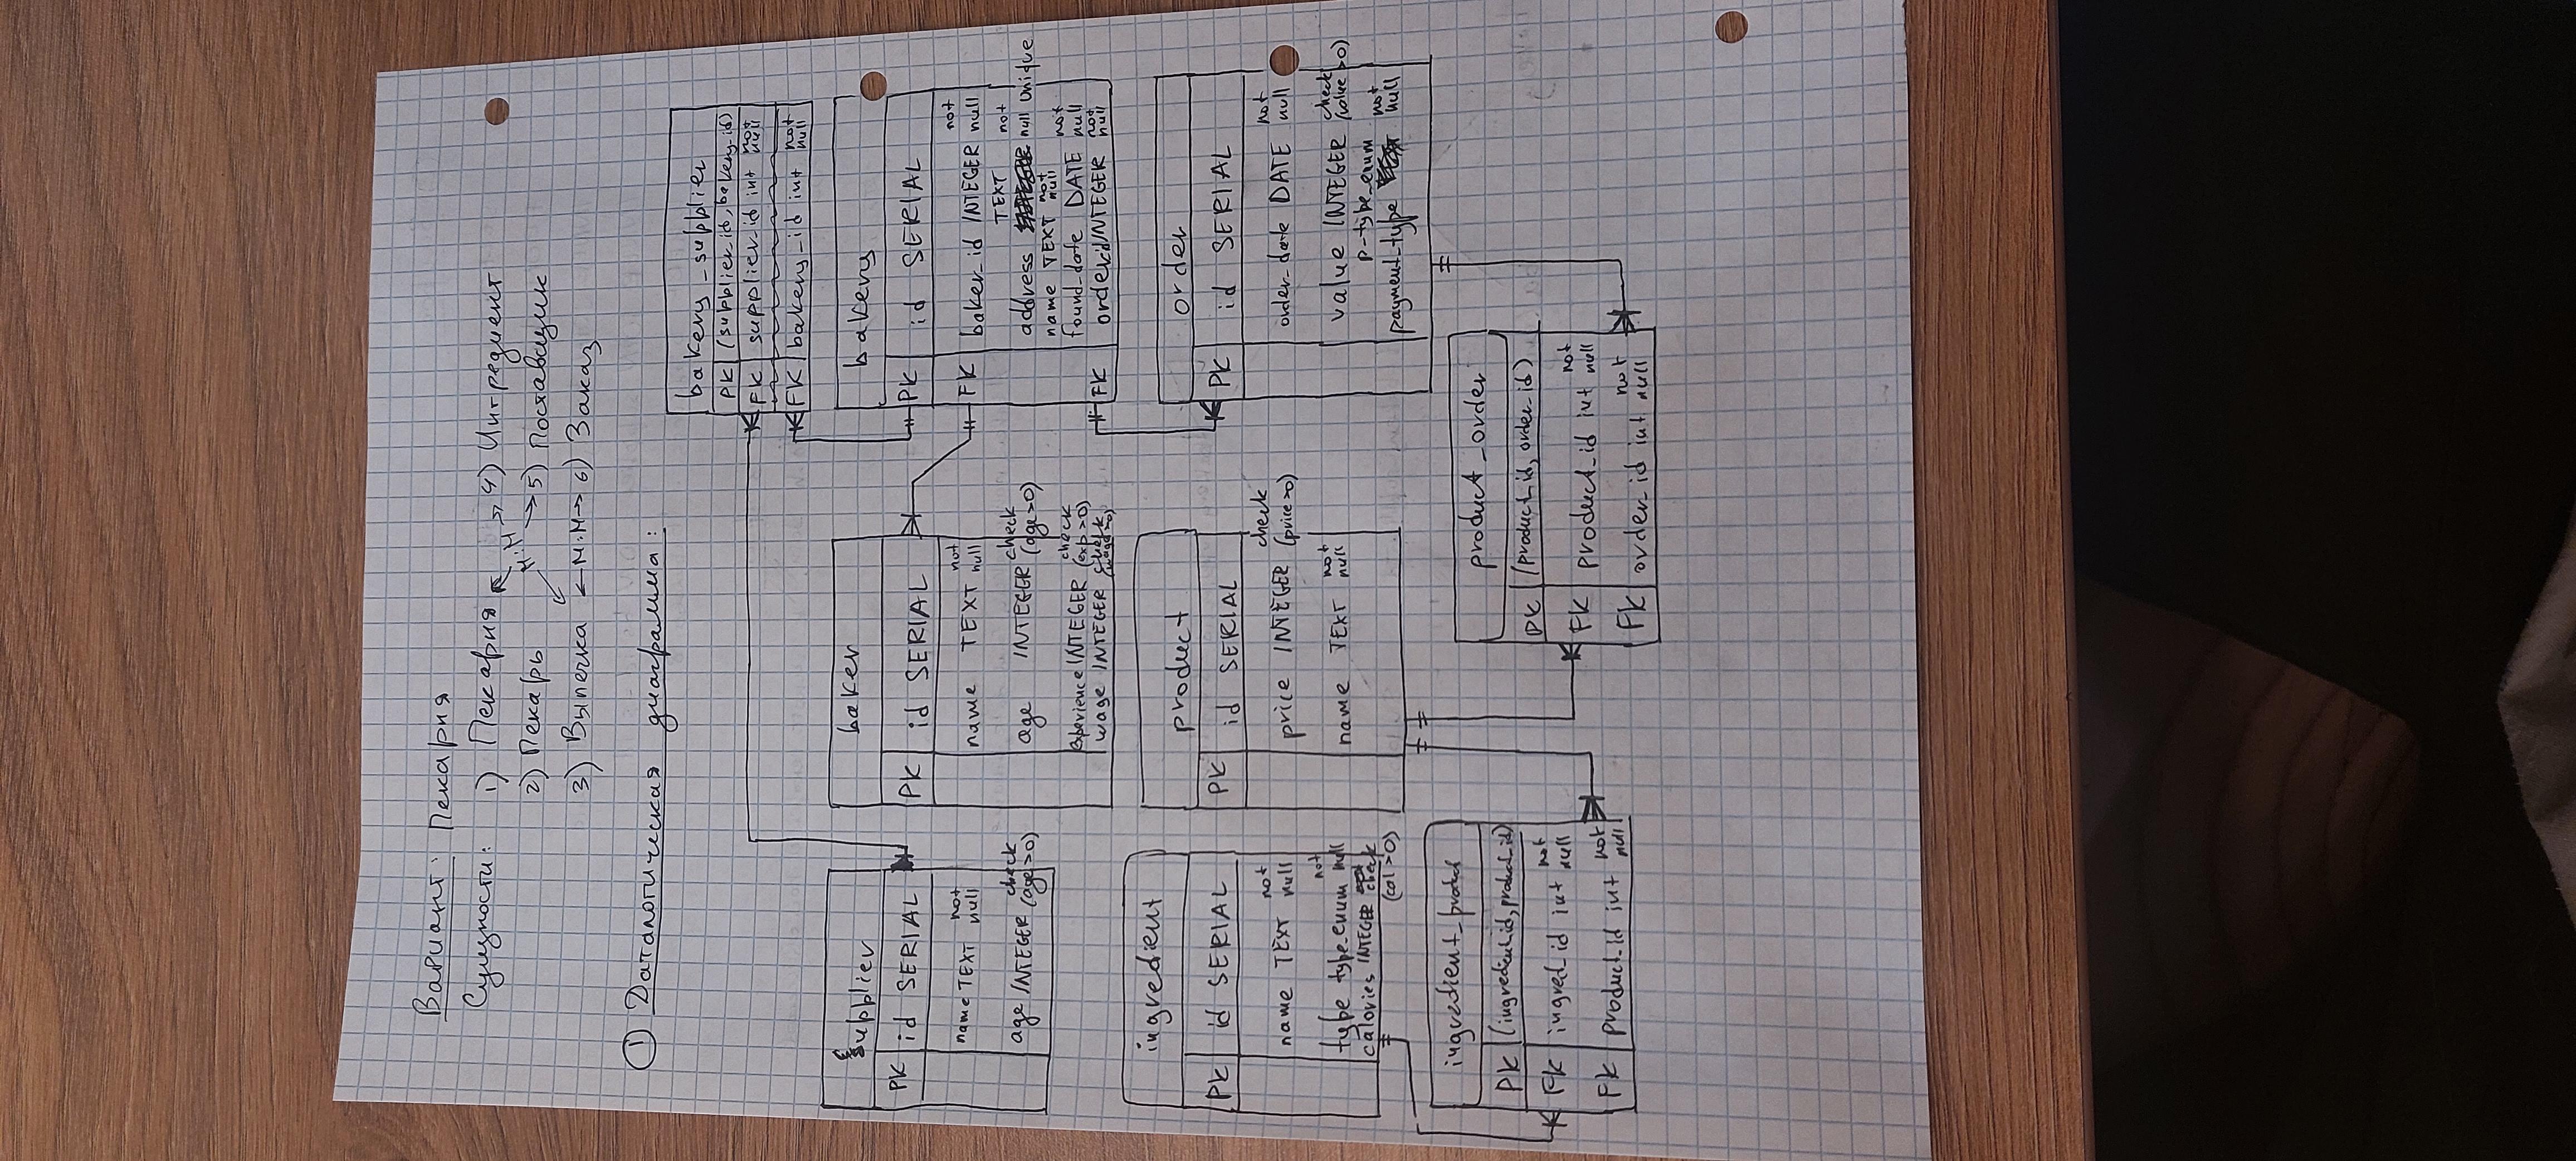 Вариант: Пекарня
Сущности: 1) Пекарня M:M 4) Ингредиент
2) Пекарь 5) Поставщик
3) Выпечка ←M:M→ 6) Заказ
① Даталогическая диаграмма:
bakery_supplier
PK (supplier_id, bakery_id)
FK supplier_id int not null
FK bakery_id int not null
supplier
PK id SERIAL
name TEXT not null
age INTEGER check (age>0)
baker
PK id SERIAL
name TEXT not null
age INTEGER check (age>0)
experience INTEGER check (exp>0)
wage INTEGER check (wage>0)
bakery
PK id SERIAL
FK baker_id INTEGER not null
address TEXT not null unique
name TEXT not null
found_date DATE not null
FK order_id INTEGER not null
ingredient
PK id SERIAL
name TEXT not null
type type_enum not null
calories INTEGER check (cal>0)
product
PK id SERIAL
price INTEGER check (price>0)
name TEXT not null
order
PK id SERIAL
order_date DATE not null
value INTEGER check (value>0)
payment_type p-type_enum not null
ingredient_product
PK (ingredient_id, product_id)
FK ingred_id int not null
FK product_id int not null
product_order
PK (product_id, order_id)
FK product_id int not null
FK order_id int not null